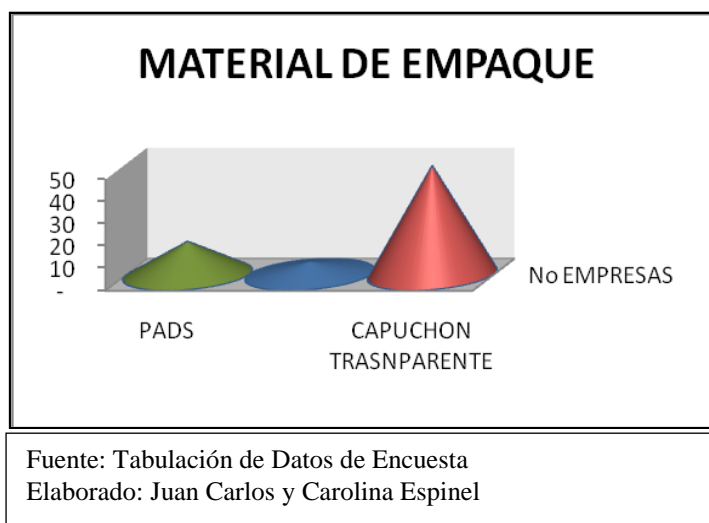 MATERIAL DE EMPAQUE
50
40
30
20
10
-
No EMPRESAS
PADS
CAPUCHON
TRASNPARENTE
Fuente: Tabulación de Datos de Encuesta
Elaborado: Juan Carlos y Carolina Espinel